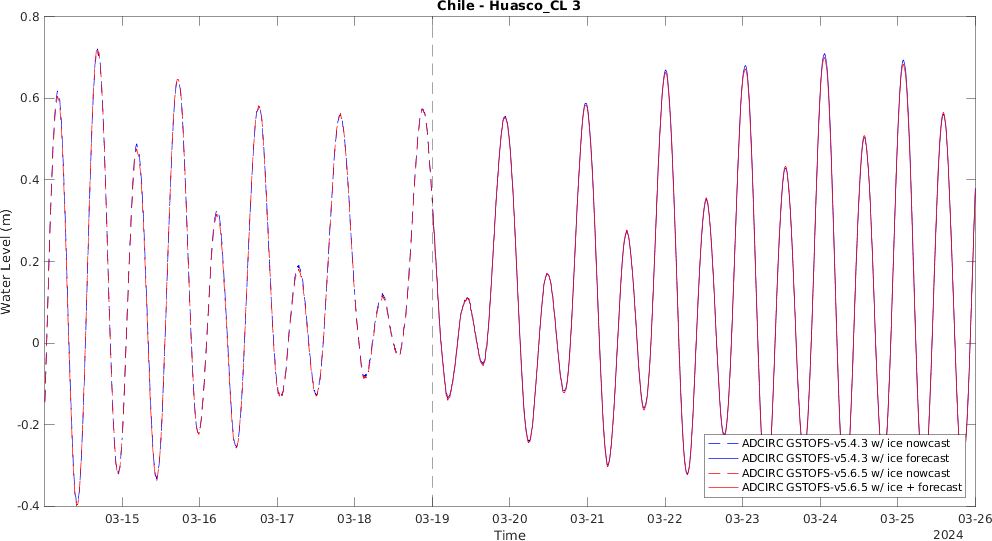 Chile - Huasco_CL 3
Water Level (m)
0.8
0.6
0.4
0.2
0
-0.2
-0.4
ADCIRC GSTOFS-v5.4.3 w/ ice nowcast
ADCIRC GSTOFS-v5.4.3 w/ ice forecast
ADCIRC GSTOFS-v5.6.5 w/ ice nowcast
ADCIRC GSTOFS-v5.6.5 w/ ice + forecast
03-15 03-16 03-17 03-18 03-19 03-20 03-21 03-22 03-23 03-24 03-25 03-26
Time
2024